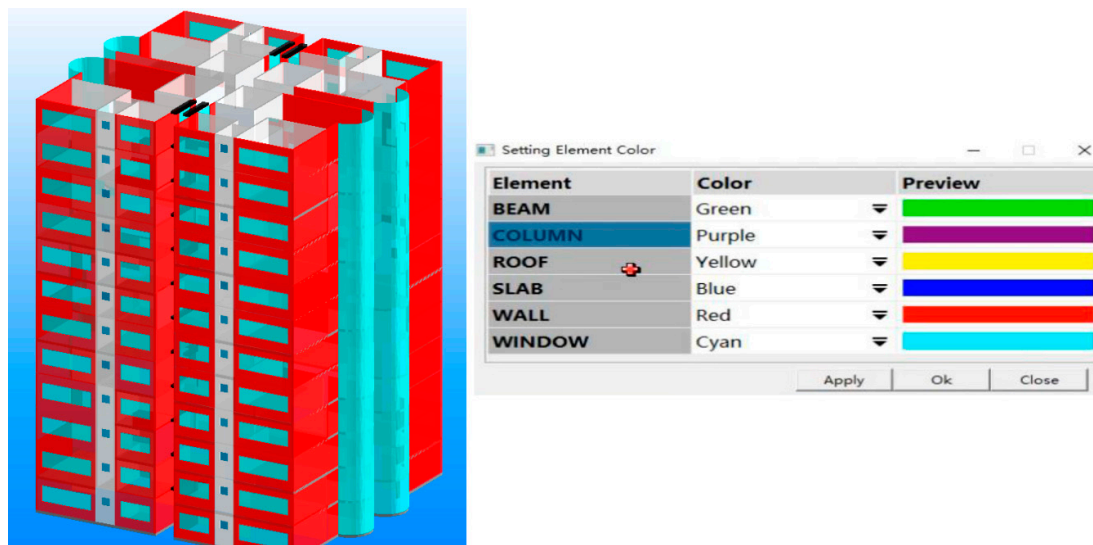 Setting Element Color
Element Color Preview
BEAM Green
COLUMN Purple
ROOF Yellow
SLAB Blue
WALL Red
WINDOW Cyan
Apply Ok Close